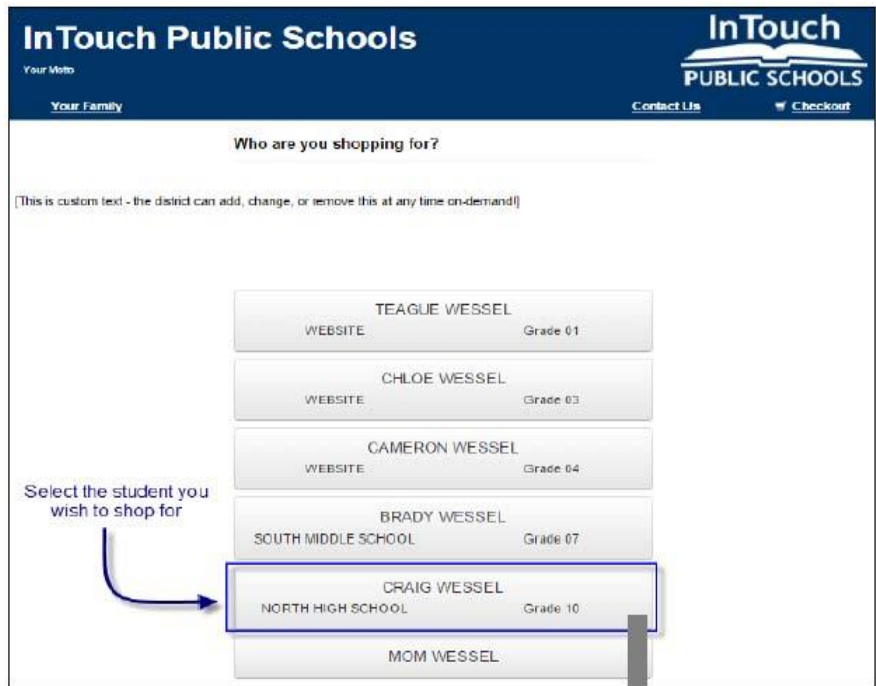 InTouch Public Schools
Your Motto
InTouch
PUBLIC SCHOOLS
Your Family
Contact Us
Checkout
Who are you shopping for?
[This is custom text - the district can add, change, or remove this at any time on-demand!]
TEAGUE WESSEL
WEBSITE Grade 01
CHLOE WESSEL
WEBSITE Grade 03
CAMERON WESSEL
WEBSITE Grade 04
Select the student you
wish to shop for
BRADY WESSEL
SOUTH MIDDLE SCHOOL Grade 07
CRAIG WESSEL
NORTH HIGH SCHOOL Grade 10
MOM WESSEL